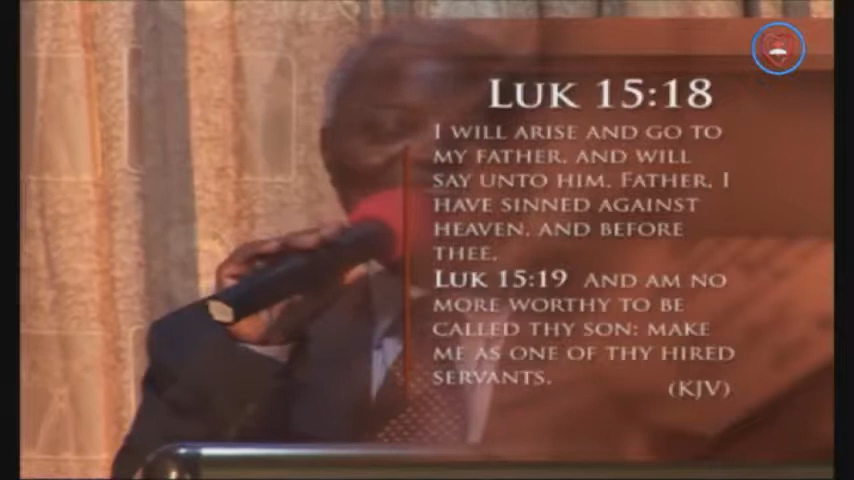 LUK 15:18
I WILL ARISE AND GO TO
MY FATHER, AND WILL
SAY UNTO HIM, FATHER, I
HAVE SINNED AGAINST
HEAVEN, AND BEFORE
THEE,
LUK 15:19 AND AM NO
MORE WORTHY TO BE
CALLED THY SON: MAKE
ME AS ONE OF THY HIRED
SERVANTS.
(KJV)